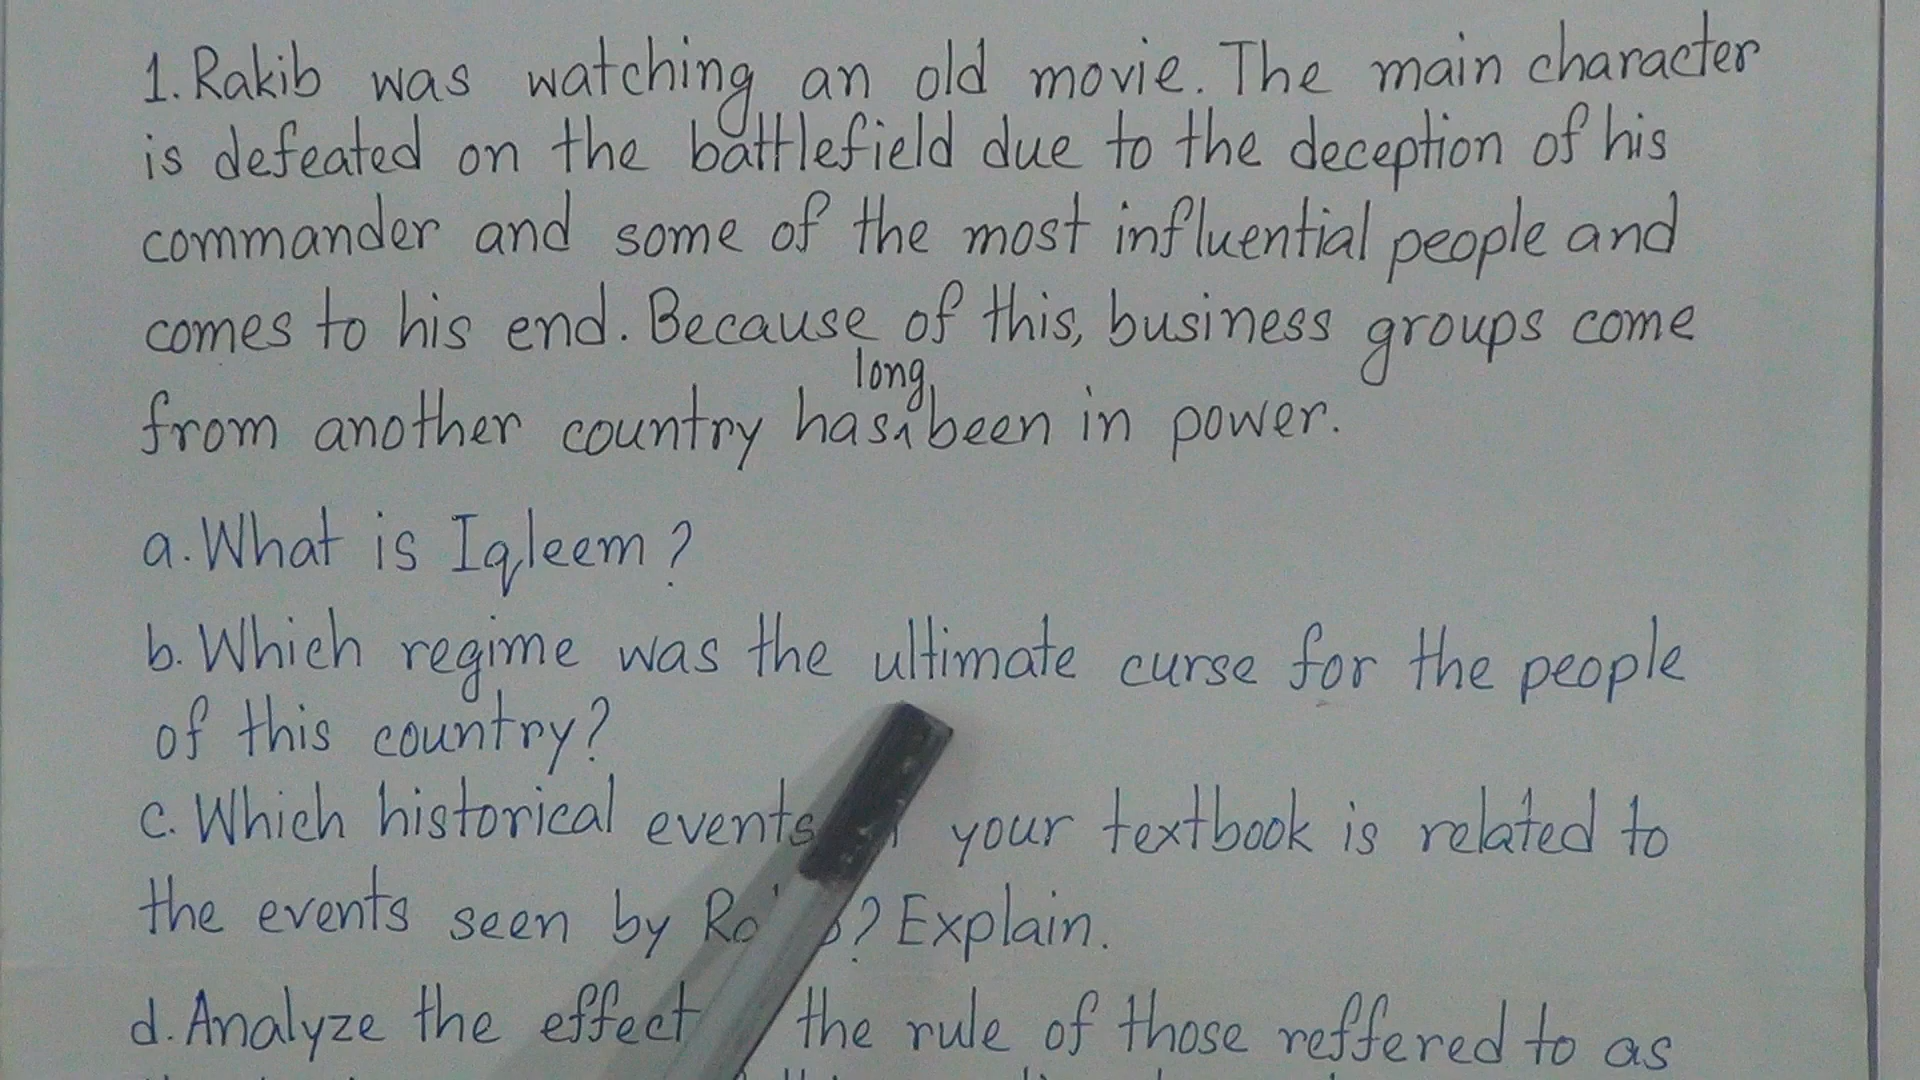 1. Rakib was watching an old movie. The main character
is defeated on the battlefield due to the deception of his
commander and some of the most influential people and
comes to his end. Because of this, business groups come
long
from another country has been in power.
a. What is Iqleem?
b. Which regime was the ultimate curse for the people
of this country?
c. Which historical events your textbook is related to
the events seen by ? Explain.
d. Analyze the effect the rule of those reffered to as